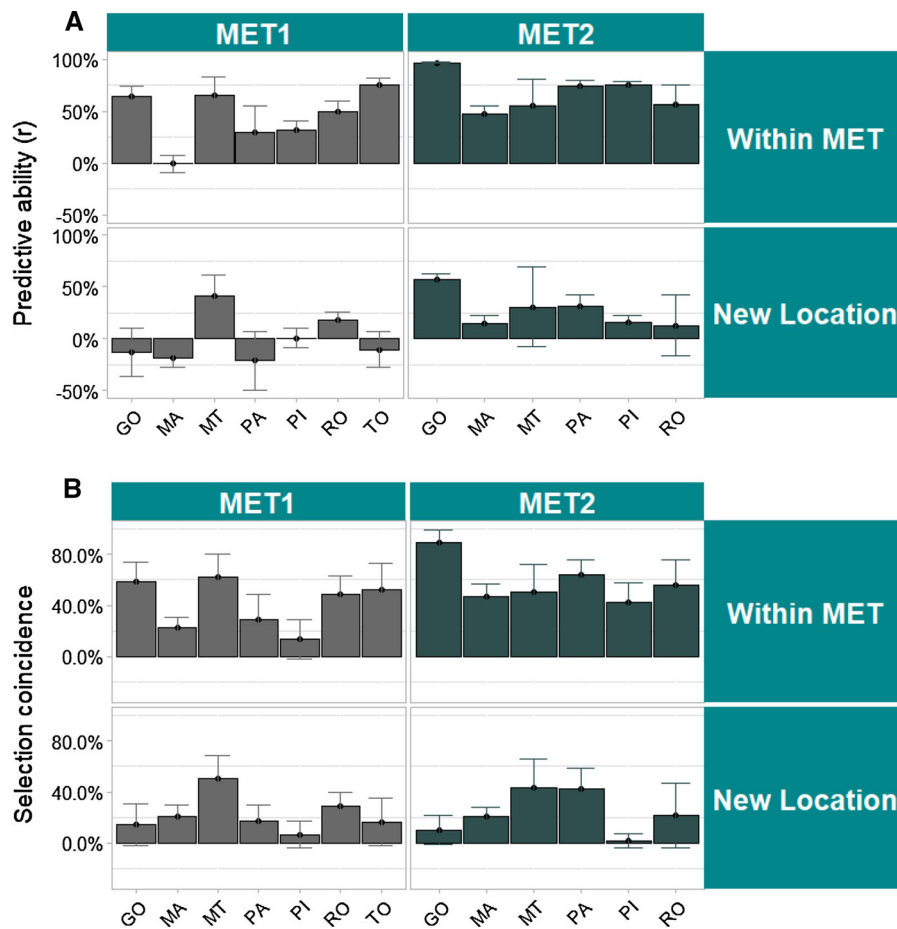 A
MET1 MET2
Predictive ability (r)
100%
50%
0%
-50%
Within MET
100%
50%
0%
-50%
New Location
GO MA MT PA PI RO TO GO MA MT PA PI RO
B
MET1 MET2
Selection coincidence
80.0%
40.0%
0.0%
Within MET
80.0%
40.0%
0.0%
New Location
GO MA MT PA PI RO TO GO MA MT PA PI RO